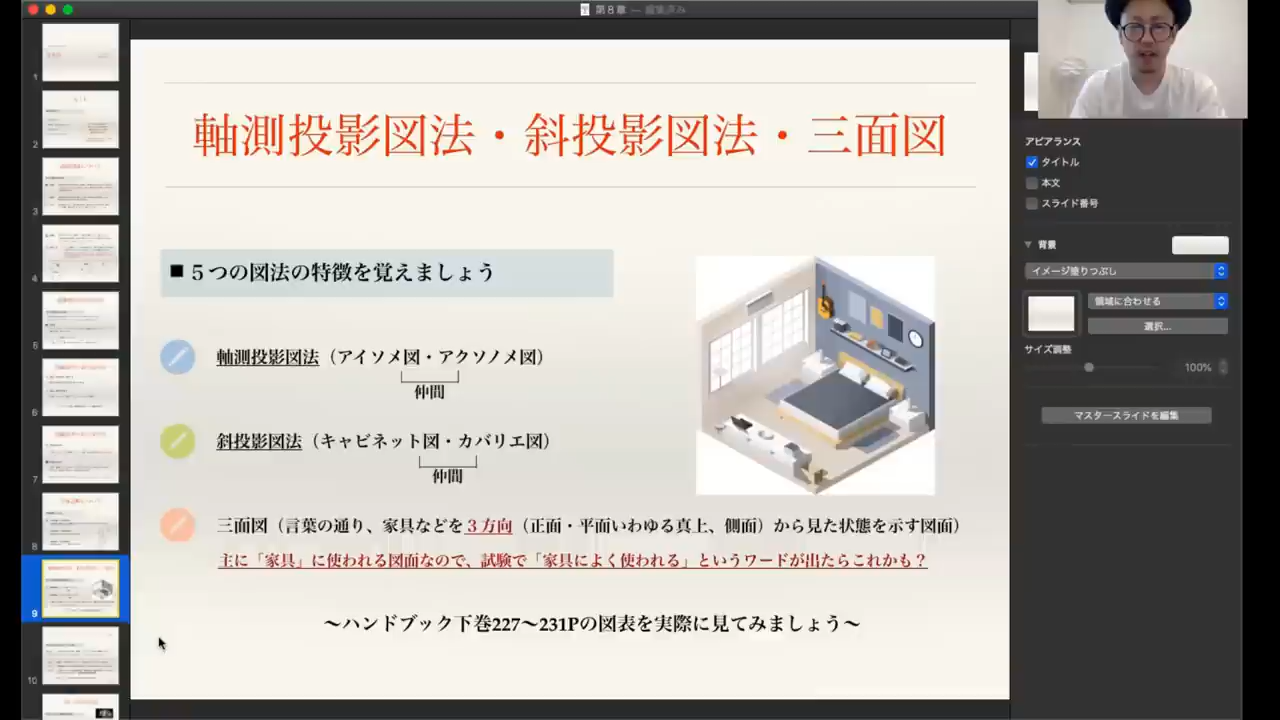 第８章 — 編集済み
軸測投影図法・斜投影図法・三面図
■ ５つの図法の特徴を覚えましょう
軸測投影図法（アイソメ図・アクソノメ図）
仲間
斜投影図法（キャビネット図・カバリエ図）
仲間
三面図（言葉の通り、家具などを３方向（正面・平面いわゆる真上、側面）から見た状態を示す図面）
主に「家具」に使われる図面なので、試験で「家具によく使われる」というワードが出たらこれかも？
〜ハンドブック下巻227〜231Pの図表を実際に見てみましょう〜
アピアランス
タイトル
本文
スライド番号
背景
イメージ塗りつぶし
領域に合わせる
選択...
サイズ調整
100%
マスタースライドを編集
1
2
3
4
5
6
7
8
9
10